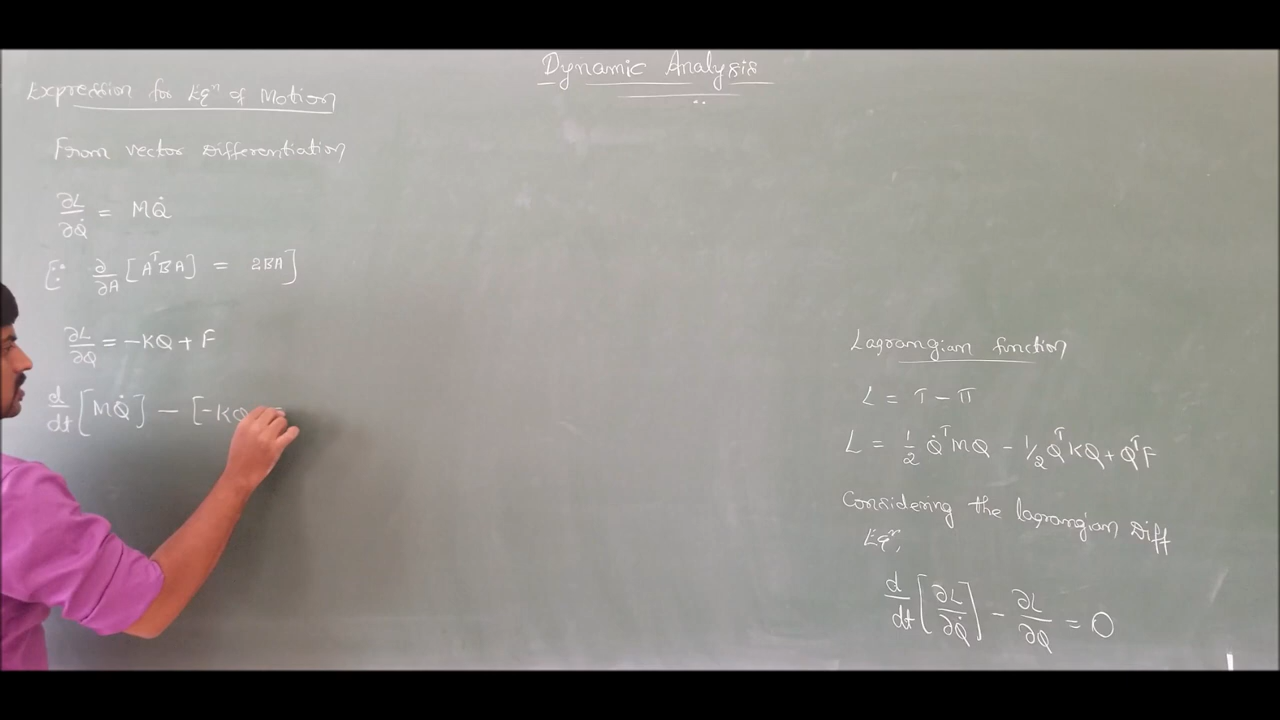 Dynamic Analysis
Expression for Eqⁿ of Motion
From vector Differentiation
∂L/∂Q̇ = MQ̇
[∵ ∂/∂A [AᵀBA] = 2BA]
∂L/∂Q = -KQ + F
d/dt [MQ̇] - [-KQ
Lagrangian function
L = T - π
L = 1/2 Q̇ᵀMQ - 1/2 QᵀKQ + QᵀF
Considering the lagrangian Diff
Eqⁿ,
d/dt [∂L/∂Q̇] - ∂L/∂Q = 0